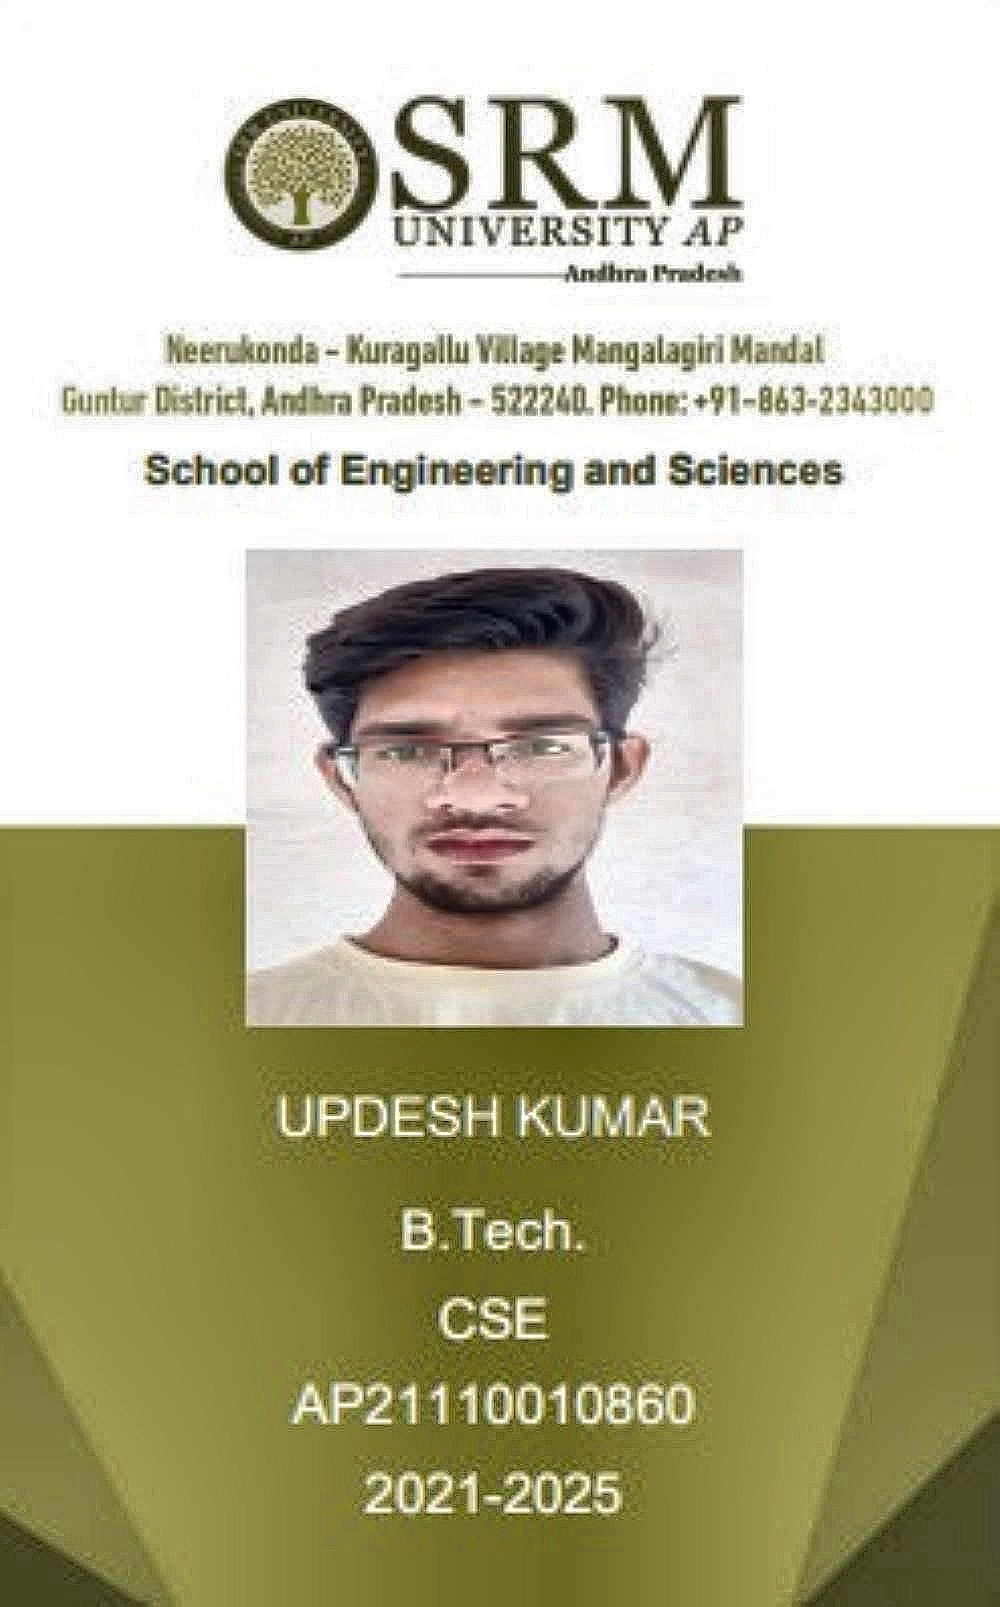 SRM
UNIVERSITY AP
Andhra Pradesh
Neerukonda - Kuragallu Village Mangalagiri Mandal
Guntur District, Andhra Pradesh - 522240. Phone: +91-863-2343000
School of Engineering and Sciences
UPDESH KUMAR
B.Tech.
CSE
AP21110010860
2021-2025